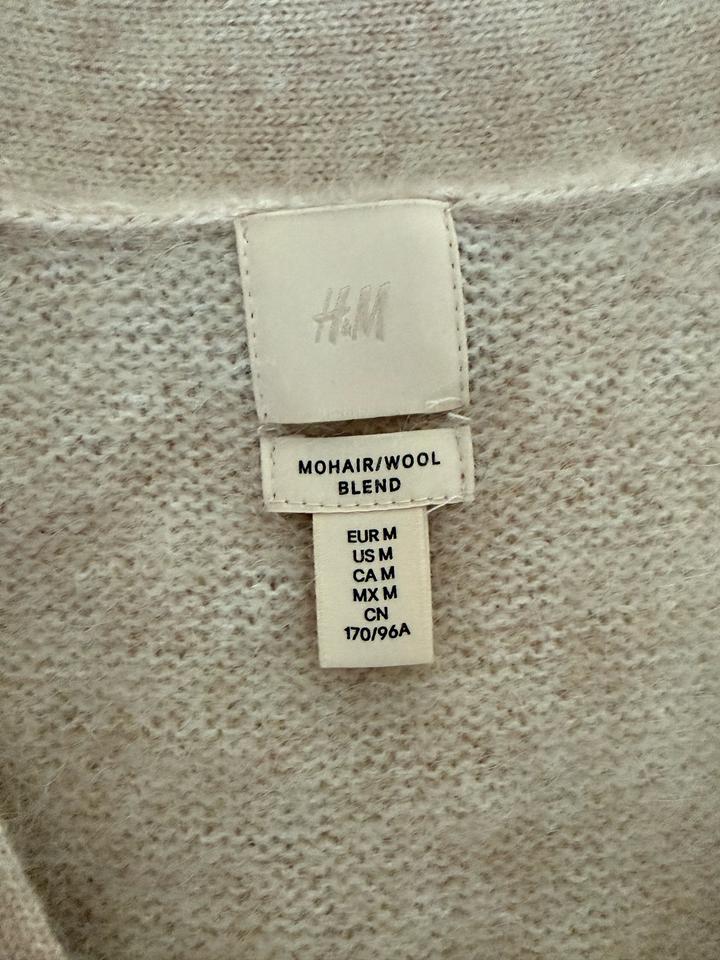 H&M
MOHAIR/WOOL
BLEND
EUR M
US M
CA M
MX M
CN
170/96A